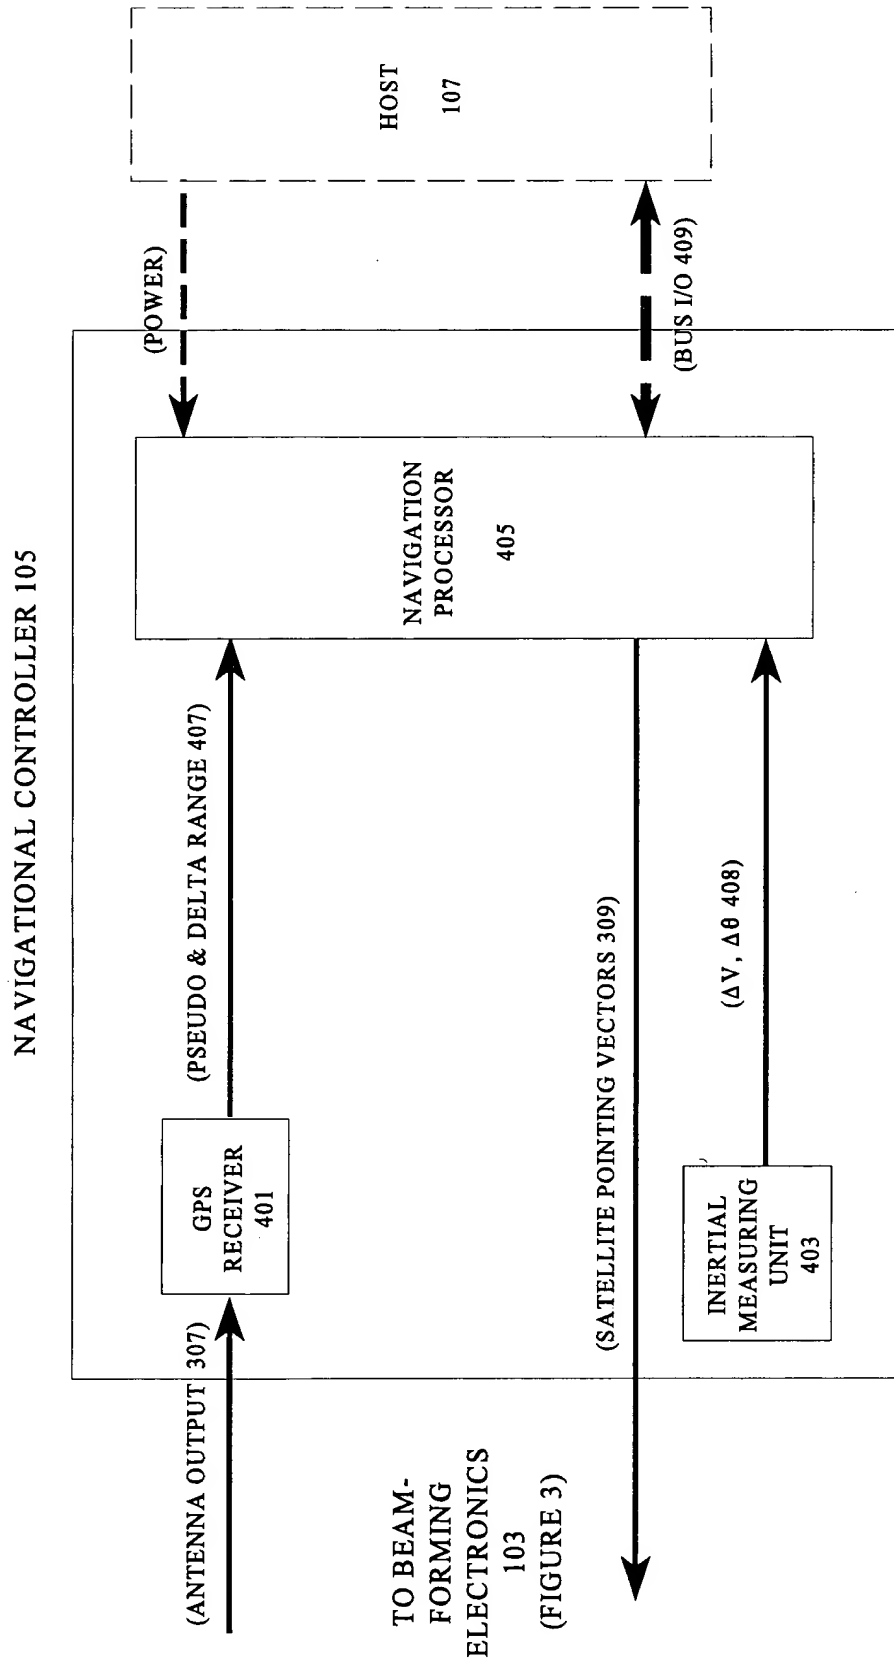 NAVIGATIONAL CONTROLLER 105
(ANTENNA OUTPUT 307)
GPS
RECEIVER
401
(PSEUDO & DELTA RANGE 407)
(POWER)
TO BEAM-
FORMING
ELECTRONICS
103
(FIGURE 3)
NAVIGATION
PROCESSOR
405
HOST
107
(SATELLITE POINTING VECTORS 309)
(BUS I/O 409)
INERTIAL
MEASURING
UNIT
403
(ΔV, Δθ 408)